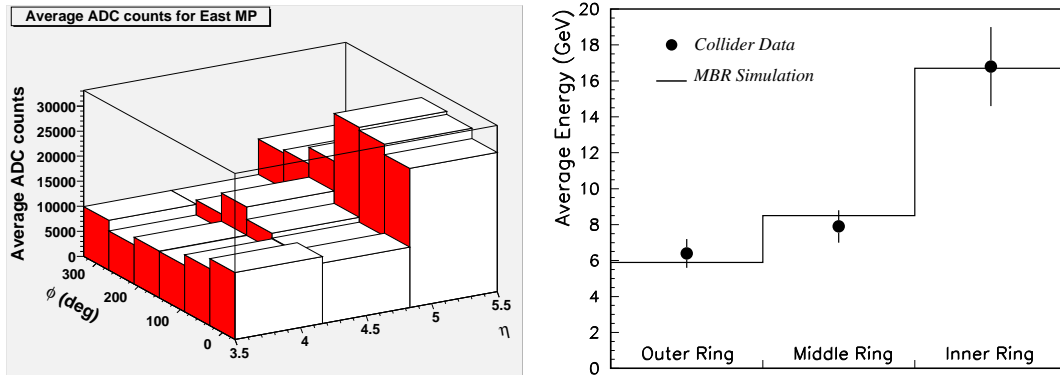 Average ADC counts for East MP
Average ADC counts
30000
25000
20000
15000
10000
5000
0
300
200
100
0
ϕ (deg)
3.5
4
4.5
5
5.5
η
Average Energy (GeV)
20
18
16
14
12
10
8
6
4
2
0
Collider Data
MBR Simulation
Outer Ring
Middle Ring
Inner Ring